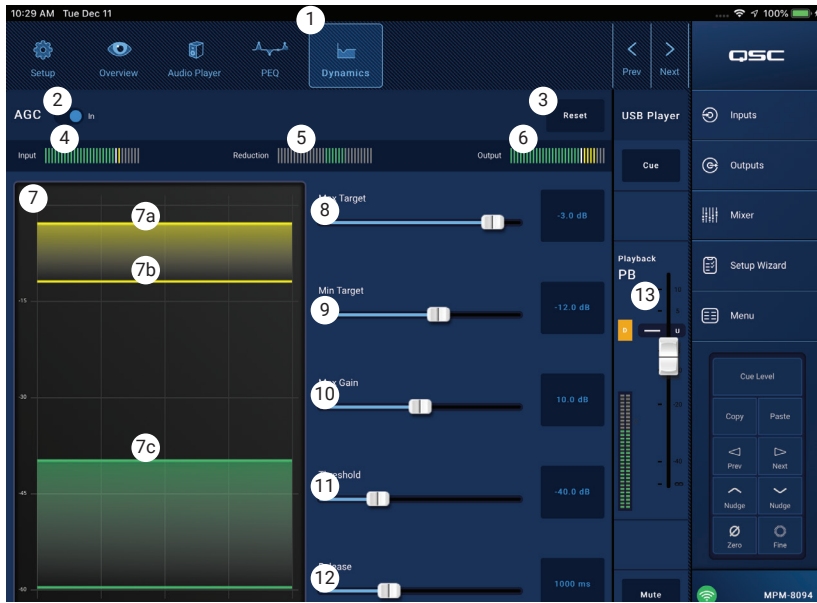 10:29 AM Tue Dec 11
100%
1
Setup
Overview
Audio Player
PEQ
Dynamics
Prev
Next
QSC
AGC
2
In
3
Reset
USB Player
Inputs
4
Input
5
Reduction
6
Output
Cue
Outputs
7
7a
7b
-15
-30
7c
-45
-60
Max Target
8
-3.0 dB
Min Target
9
-12.0 dB
Max Gain
10
10.0 dB
Threshold
11
-40.0 dB
Release
12
1000 ms
Playback
PB
13
10
5
D
U
-20
-40
Mute
Mixer
Setup Wizard
Menu
Cue Level
Copy
Paste
Prev
Next
Nudge
Nudge
Zero
Fine
MPM-8094